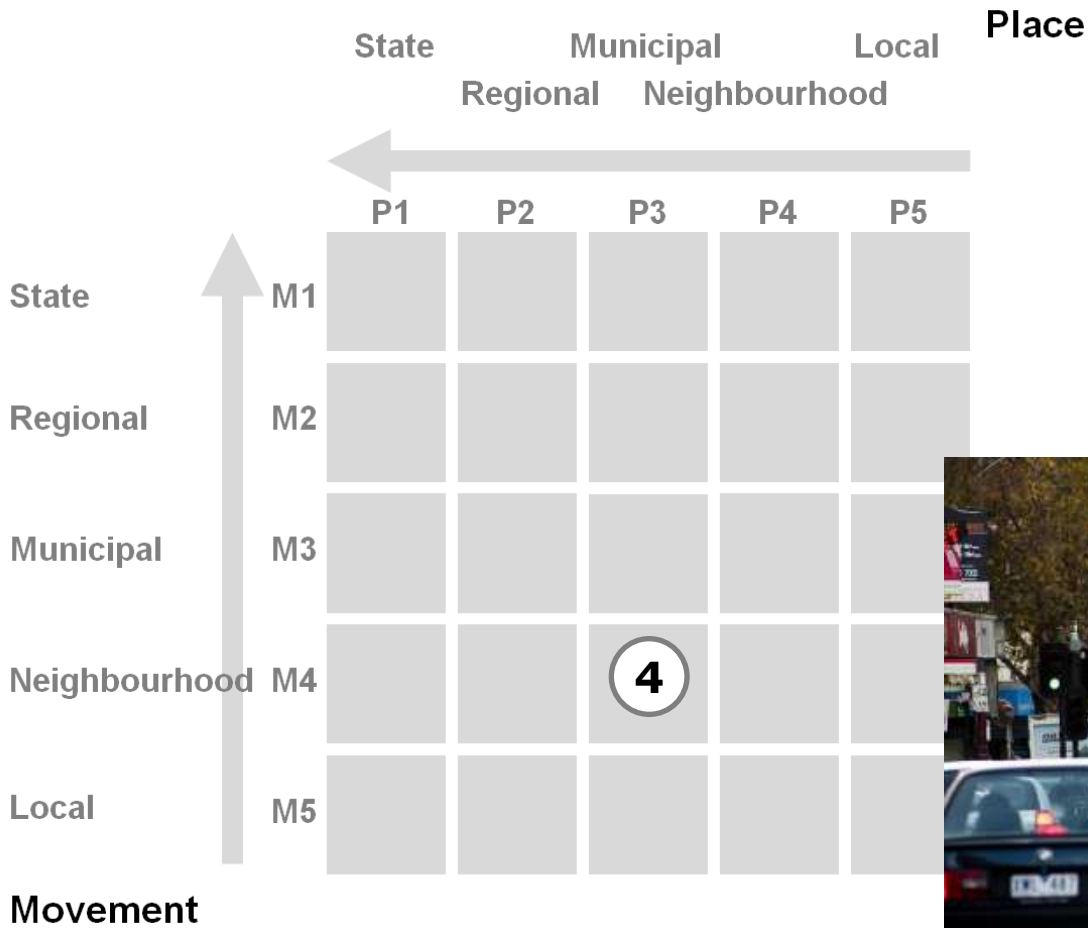 Place
State Municipal Local
Regional Neighbourhood
P1 P2 P3 P4 P5
State M1
Regional M2
Municipal M3
Neighbourhood M4 4
Local M5
Movement